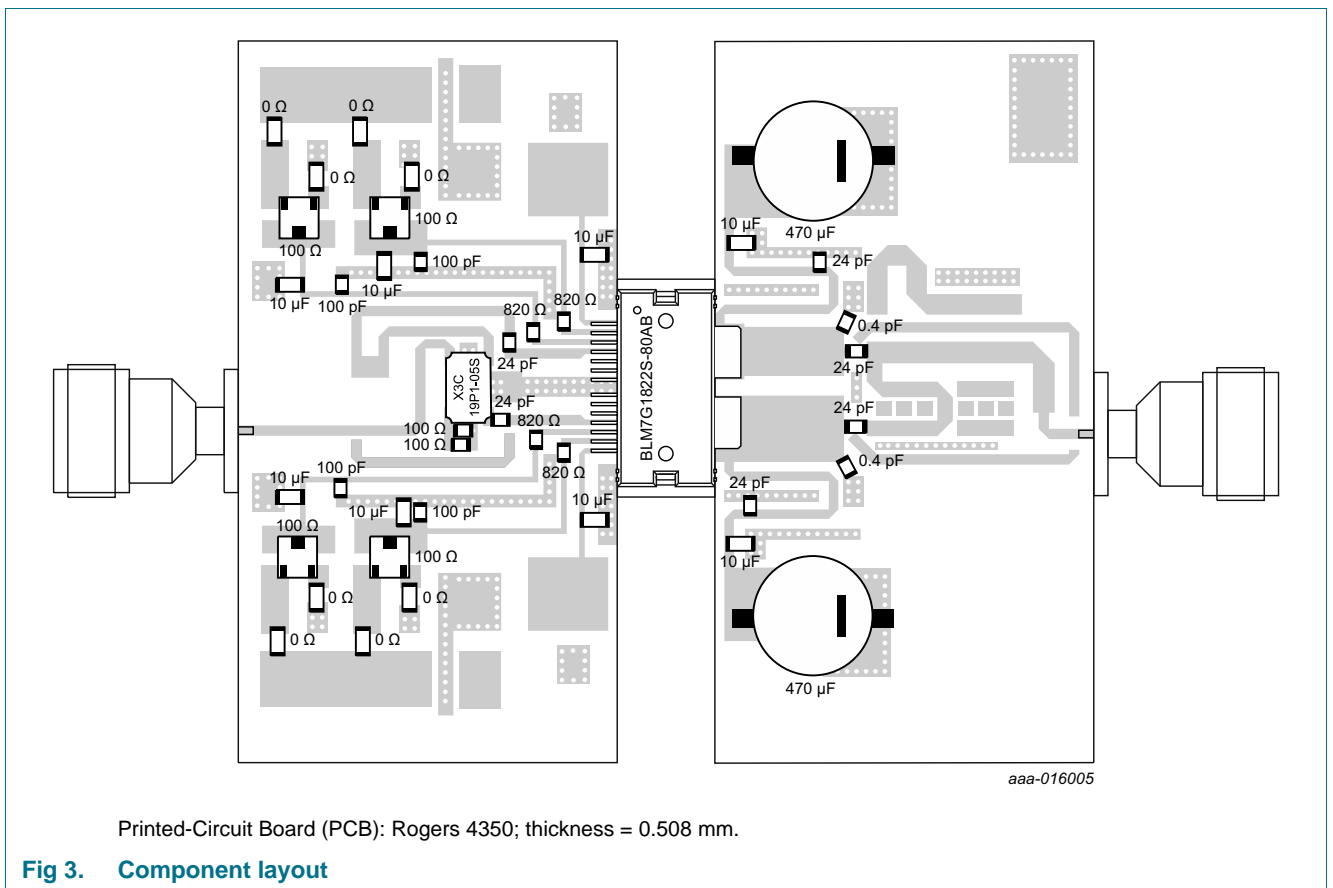 0 Ω
0 Ω
0 Ω
0 Ω
100 Ω
100 Ω
10 µF
10 µF
100 pF
100 pF
10 µF
820 Ω
820 Ω
24 pF
X3C
19P1-05S
24 pF
100 Ω
100 Ω
820 Ω
820 Ω
10 µF
100 pF
10 µF
100 pF
10 µF
100 Ω
100 Ω
0 Ω
0 Ω
0 Ω
0 Ω
BLM7G1822S-80AB
10 µF
470 µF
24 pF
0.4 pF
24 pF
24 pF
0.4 pF
24 pF
10 µF
470 µF
aaa-016005
Printed-Circuit Board (PCB): Rogers 4350; thickness = 0.508 mm.
Fig 3. Component layout